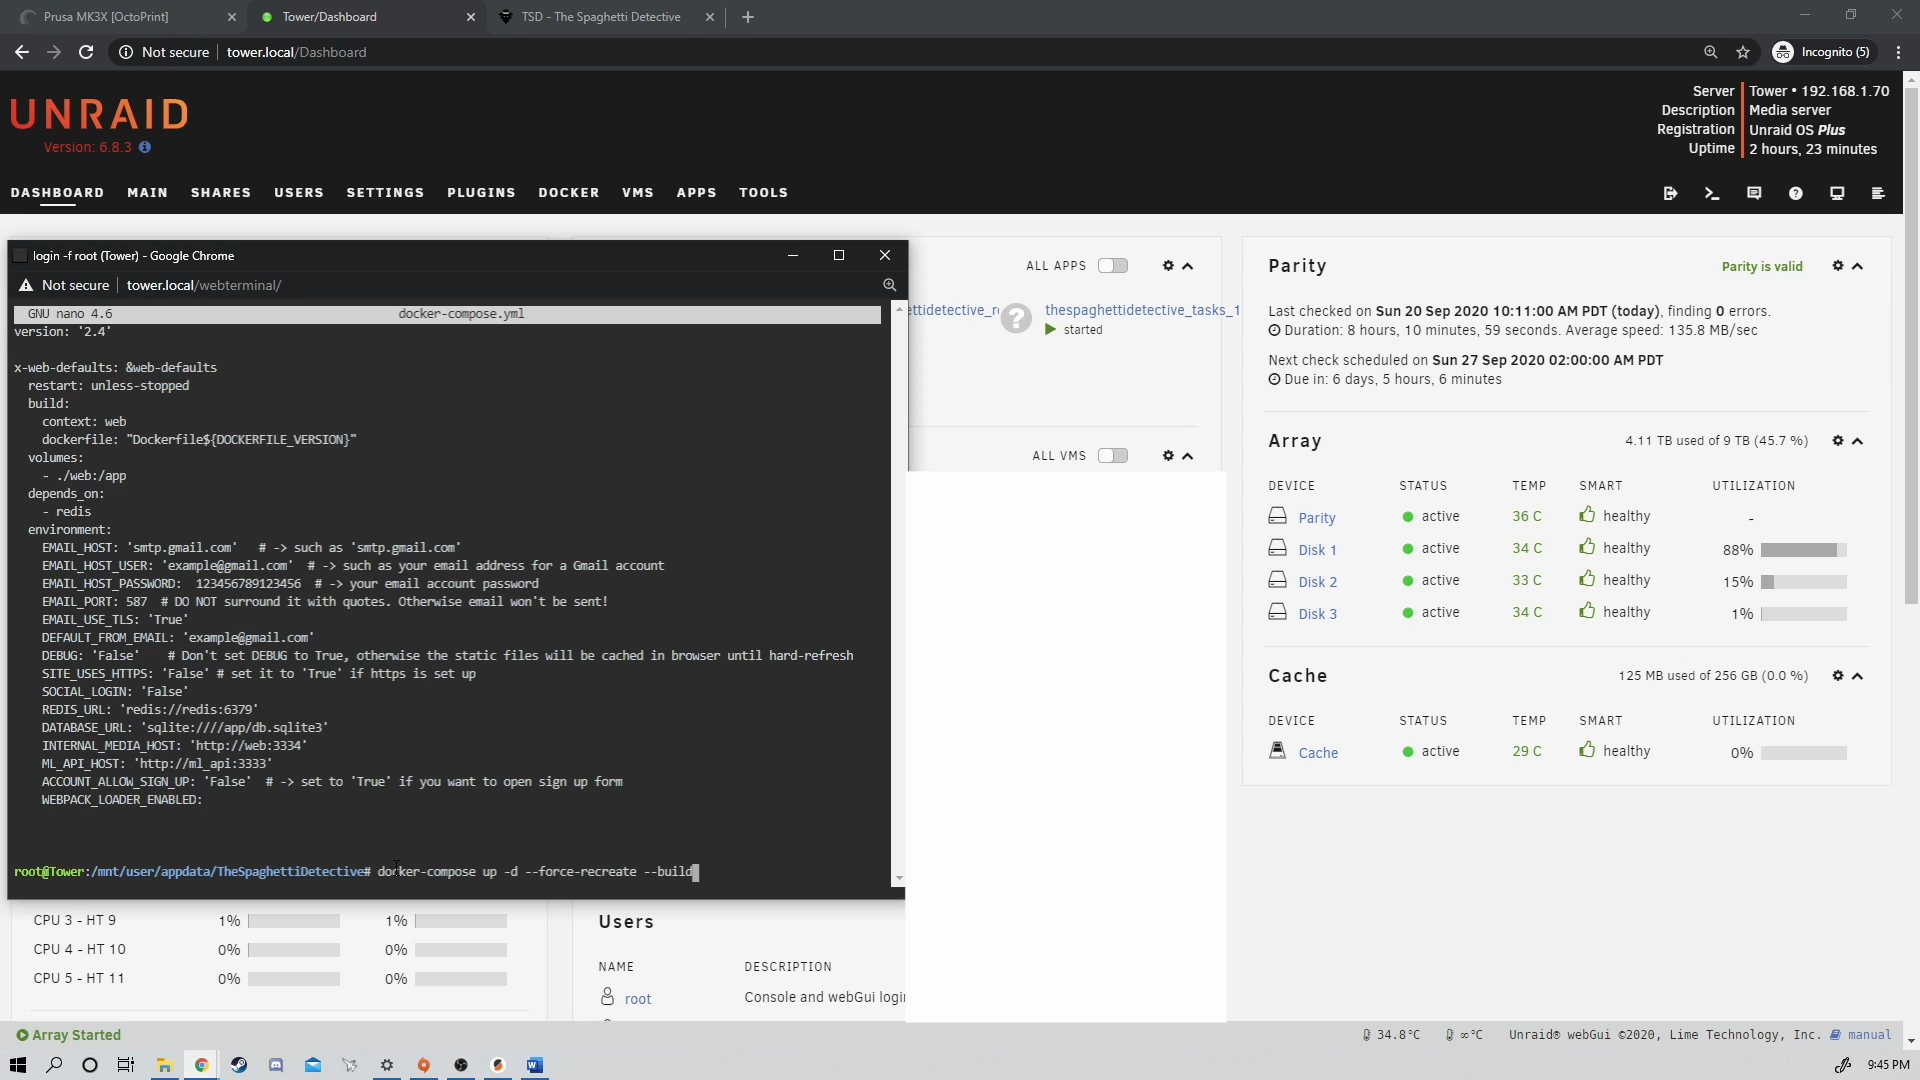 Prusa MK3X [OctoPrint]
Tower/Dashboard
TSD - The Spaghetti Detective
Not secure
tower.local/Dashboard
Incognito (5)
UNRAID
Version: 6.8.3
Server Tower • 192.168.1.70
Description Media server
Registration Unraid OS Plus
Uptime 2 hours, 23 minutes
DASHBOARD MAIN SHARES USERS SETTINGS PLUGINS DOCKER VMS APPS TOOLS
login -f root (Tower) - Google Chrome
Not secure
tower.local/webterminal/
GNU nano 4.6 docker-compose.yml
version: '2.4'
x-web-defaults: &web-defaults
restart: unless-stopped
build:
context: web
dockerfile: "Dockerfile${DOCKERFILE_VERSION}"
volumes:
- ./web:/app
depends_on:
- redis
environment:
EMAIL_HOST: 'smtp.gmail.com' # -> such as 'smtp.gmail.com'
EMAIL_HOST_USER: 'example@gmail.com' # -> such as your email address for a Gmail account
EMAIL_HOST_PASSWORD: 123456789123456 # -> your email account password
EMAIL_PORT: 587 # DO NOT surround it with quotes. Otherwise email won't be sent!
EMAIL_USE_TLS: 'True'
DEFAULT_FROM_EMAIL: 'example@gmail.com'
DEBUG: 'False' # Don't set DEBUG to True, otherwise the static files will be cached in browser until hard-refresh
SITE_USES_HTTPS: 'False' # set it to 'True' if https is set up
SOCIAL_LOGIN: 'False'
REDIS_URL: 'redis://redis:6379'
DATABASE_URL: 'sqlite:////app/db.sqlite3'
INTERNAL_MEDIA_HOST: 'http://web:3334'
ML_API_HOST: 'http://ml_api:3333'
ACCOUNT_ALLOW_SIGN_UP: 'False' # -> set to 'True' if you want to open sign up form
WEBPACK_LOADER_ENABLED:
root@Tower:/mnt/user/appdata/TheSpaghettiDetective# docker-compose up -d --force-recreate --build
ALL APPS
ettidetective_r
thespaghettidetective_tasks_1
started
ALL VMS
Parity
Parity is valid
Last checked on Sun 20 Sep 2020 10:11:00 AM PDT (today), finding 0 errors.
Duration: 8 hours, 10 minutes, 59 seconds. Average speed: 135.8 MB/sec
Next check scheduled on Sun 27 Sep 2020 02:00:00 AM PDT
Due in: 6 days, 5 hours, 6 minutes
Array
4.11 TB used of 9 TB (45.7 %)
DEVICE STATUS TEMP SMART UTILIZATION
Parity active 36 C healthy -
Disk 1 active 34 C healthy 88%
Disk 2 active 33 C healthy 15%
Disk 3 active 34 C healthy 1%
Cache
125 MB used of 256 GB (0.0 %)
DEVICE STATUS TEMP SMART UTILIZATION
Cache active 29 C healthy 0%
CPU 3 - HT 9 1% 1%
CPU 4 - HT 10 0% 0%
CPU 5 - HT 11 0% 0%
Users
NAME DESCRIPTION
root Console and webGui logi
Array Started
34.8°C ∞°C Unraid® webGui ©2020, Lime Technology, Inc. manual
9:45 PM